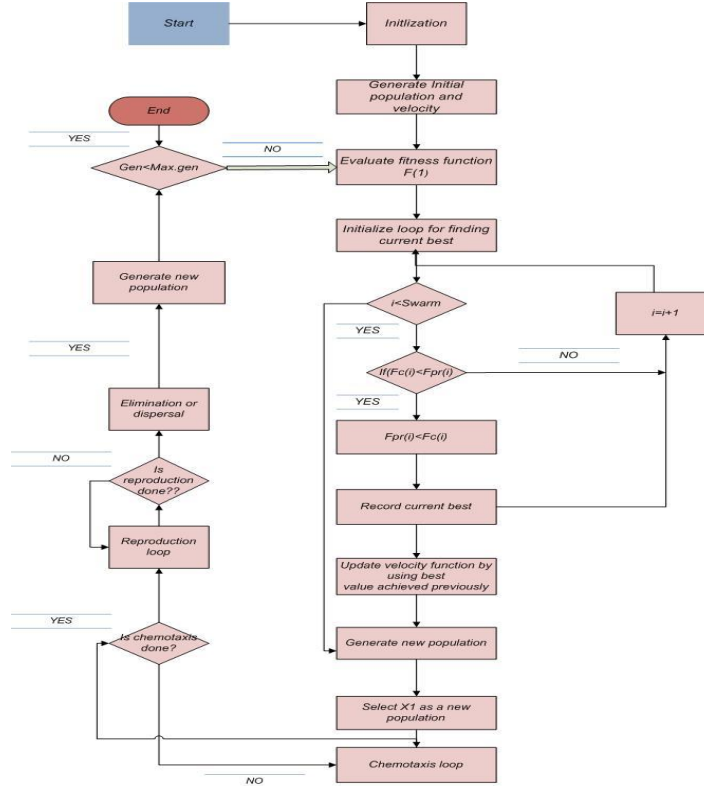 Start
Initlization
Generate Initial
population and
velocity
End
YES
NO
Gen<Max.gen
Evaluate fitness function
F(1)
Initialize loop for finding
current best
Generate new
population
i<Swarm
i=i+1
YES
NO
YES
If(Fc(i)<Fpr(i)
YES
Elimination or
dispersal
Fpr(i)<Fc(i)
NO
Is
reproduction
done??
Record current best
Reproduction
loop
Update velocity function by
using best
value achieved previously
YES
Is chemotaxis
done?
Generate new population
Select X1 as a new
population
Chemotaxis loop
NO